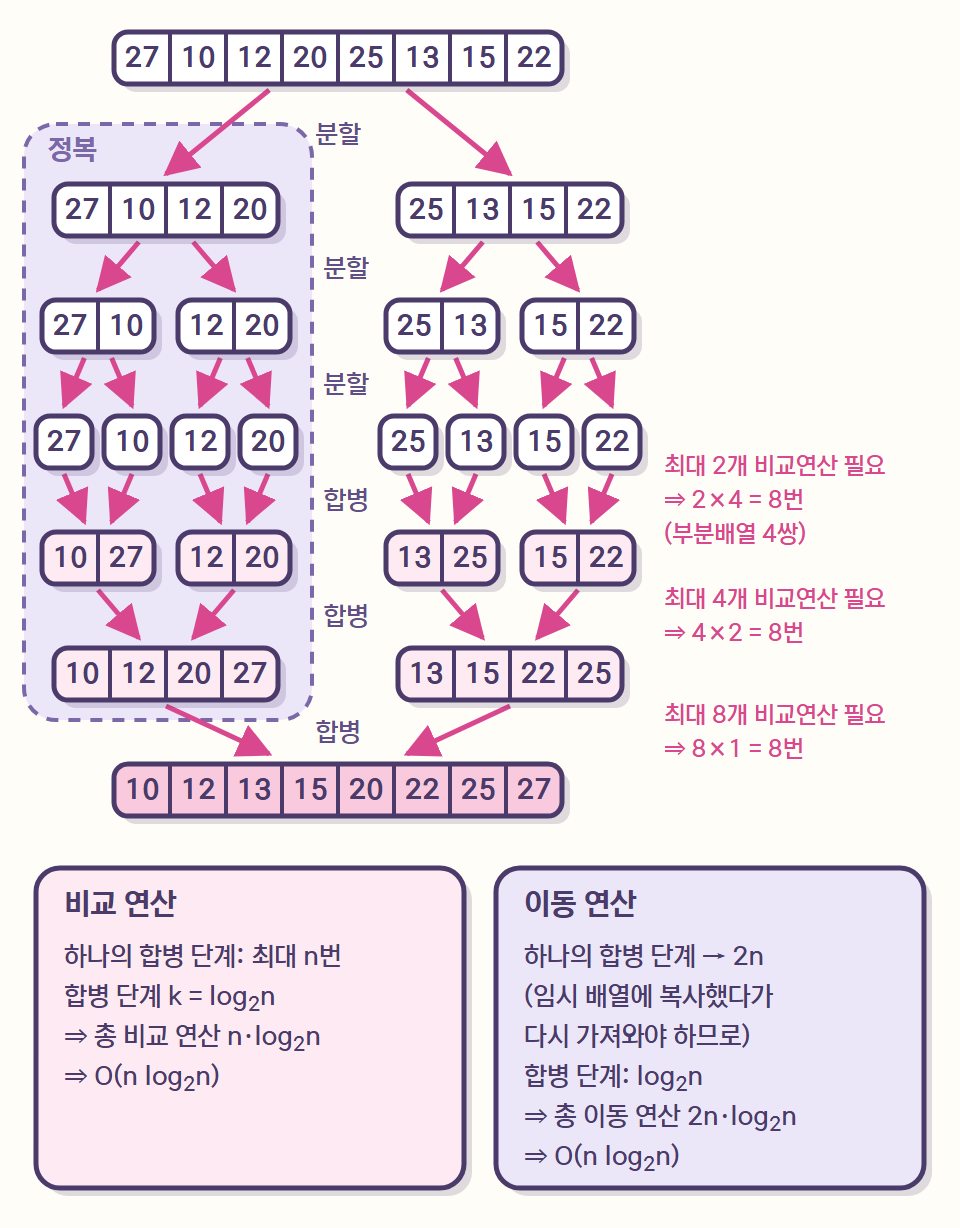 27 10 12 20 25 13 15 22
분할
정복
27 10 12 20 25 13 15 22
분할
27 10 12 20 25 13 15 22
분할
27 10 12 20 25 13 15 22
최대 2개 비교연산 필요
⇒ 2×4 = 8번
(부분배열 4쌍)
합병
10 27 12 20 13 25 15 22
최대 4개 비교연산 필요
⇒ 4×2 = 8번
합병
10 12 20 27 13 15 22 25
최대 8개 비교연산 필요
⇒ 8×1 = 8번
합병
10 12 13 15 20 22 25 27
비교 연산
하나의 합병 단계: 최대 n번
합병 단계 k = log₂n
⇒ 총 비교 연산 n·log₂n
⇒ O(n log₂n)
이동 연산
하나의 합병 단계 → 2n
(임시 배열에 복사했다가
다시 가져와야 하므로)
합병 단계: log₂n
⇒ 총 이동 연산 2n·log₂n
⇒ O(n log₂n)